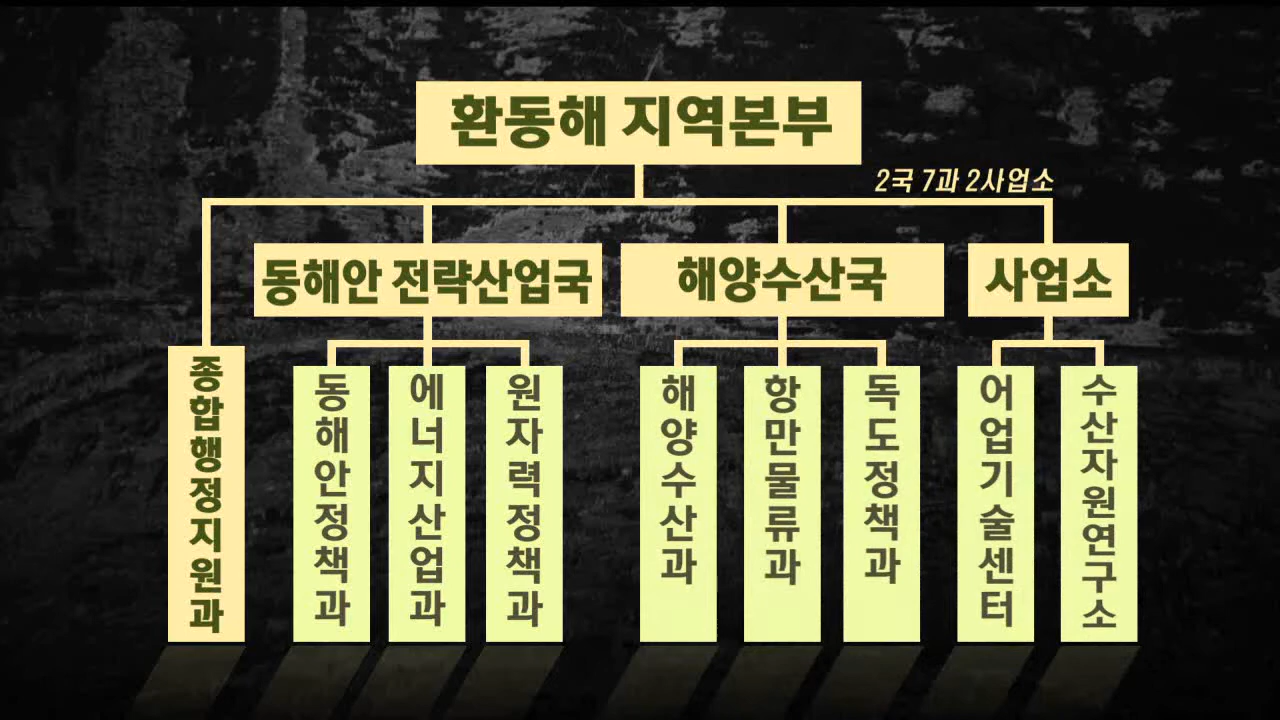 환동해 지역본부
2국 7과 2사업소
동해안 전략산업국
해양수산국
사업소
종합행정지원과
동해안정책과
에너지산업과
원자력정책과
해양수산과
항만물류과
독도정책과
어업기술센터
수산자원연구소